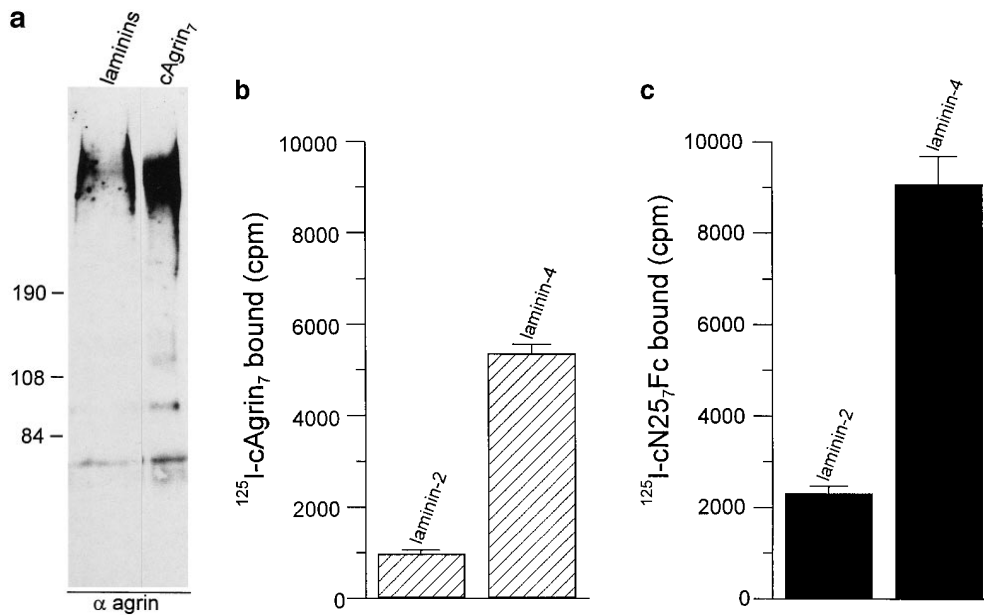 a
laminins
cAgrin₇
190
108
84
α agrin
b
10000
8000
6000
4000
2000
0
¹²⁵I-cAgrin₇ bound (cpm)
laminin-2
laminin-4
c
10000
8000
6000
4000
2000
0
¹²⁵I-cN25₇Fc bound (cpm)
laminin-2
laminin-4